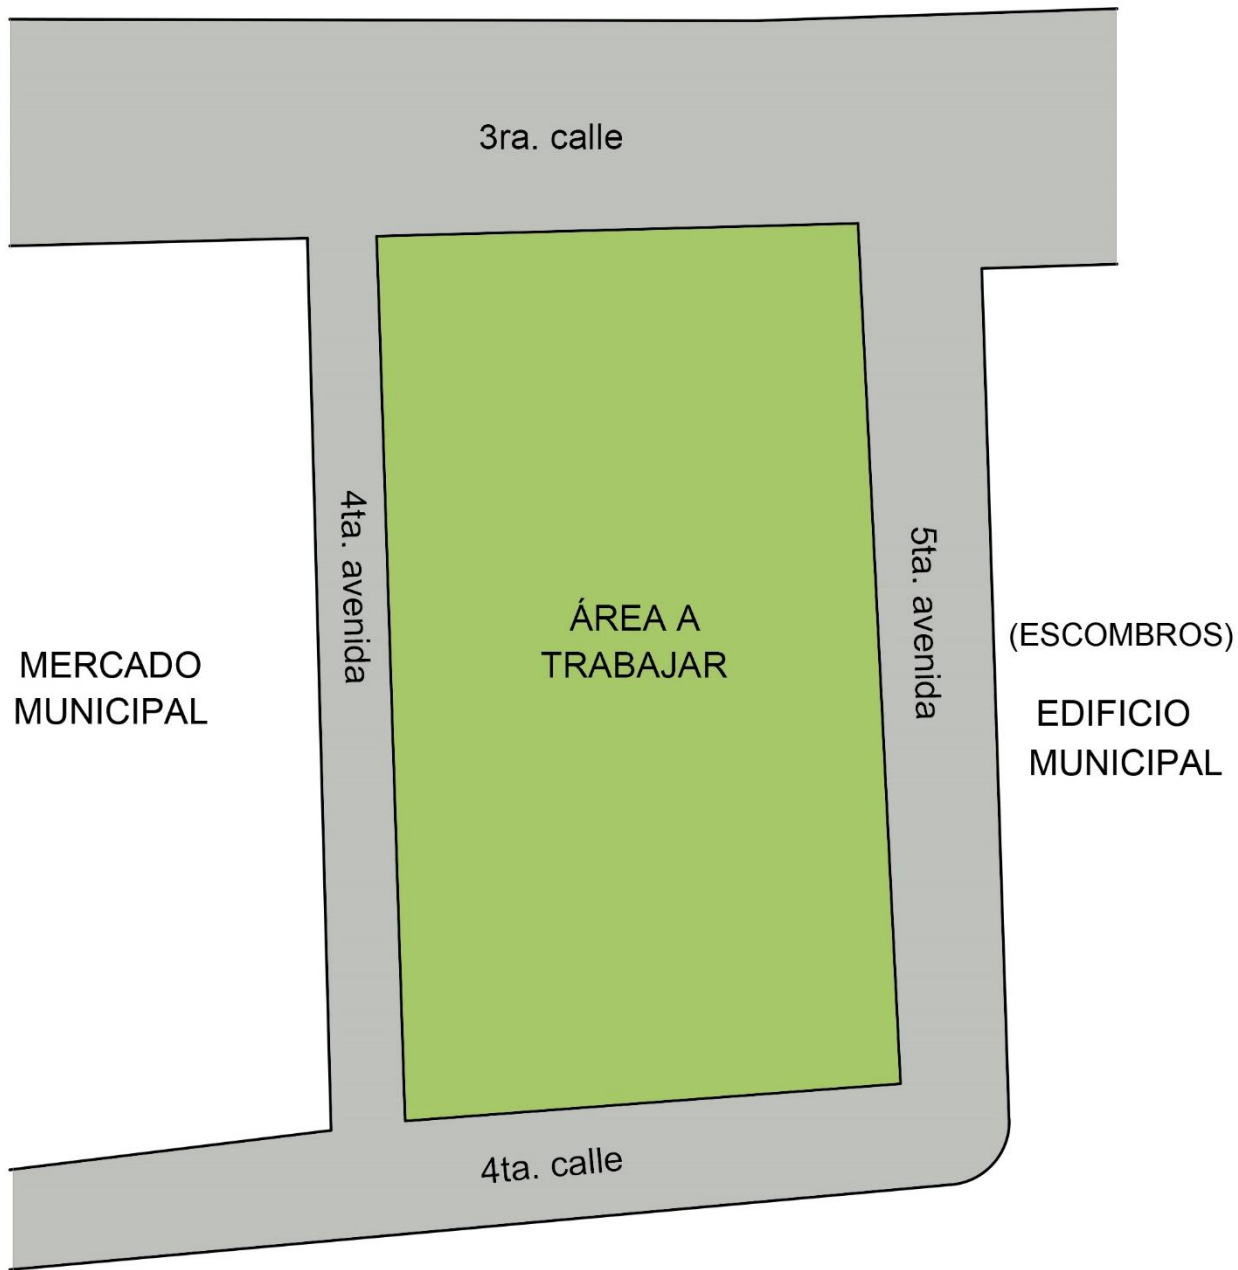 3ra. calle
4ta. avenida
5ta. avenida
ÁREA A
TRABAJAR
(ESCOMBROS)
MERCADO
MUNICIPAL
EDIFICIO
MUNICIPAL
4ta. calle